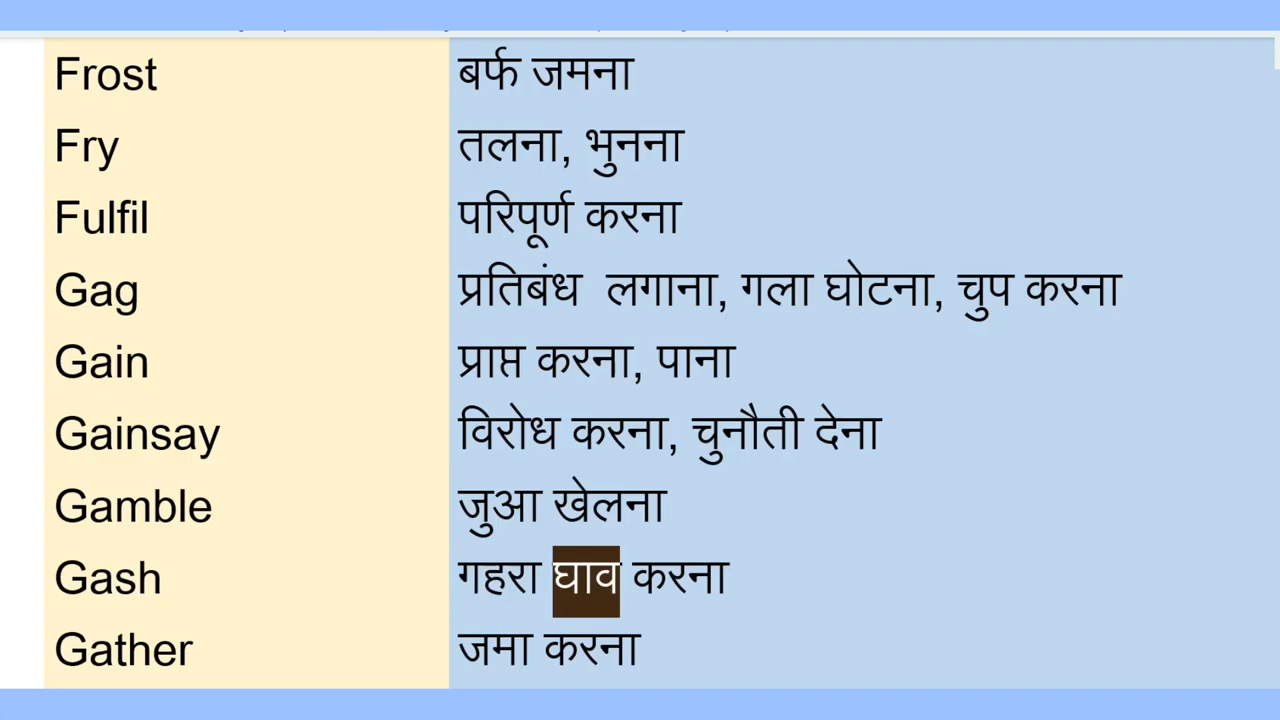 Frost बर्फ जमना
Fry तलना, भुनना
Fulfil परिपूर्ण करना
Gag प्रतिबंध लगाना, गला घोटना, चुप करना
Gain प्राप्त करना, पाना
Gainsay विरोध करना, चुनौती देना
Gamble जुआ खेलना
Gash गहरा घाव करना
Gather जमा करना